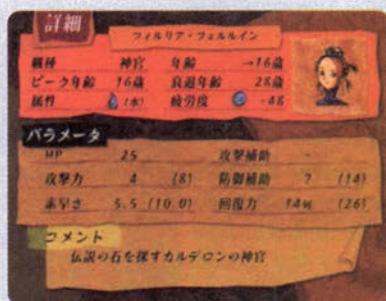 詳細
フィルリア・フェルルイン
職種 神官 年齢 →16歳
ピーク年齢 16歳 衰退年齢 28歳
属性 (水) 疲労度 -48
パラメータ
HP 25 攻撃補助 -
攻撃力 4 (8) 防御補助 7 (14)
素早さ 5.5 (10.0) 回復力 14 (26)
コメント
伝説の石を探すカルデロンの神官